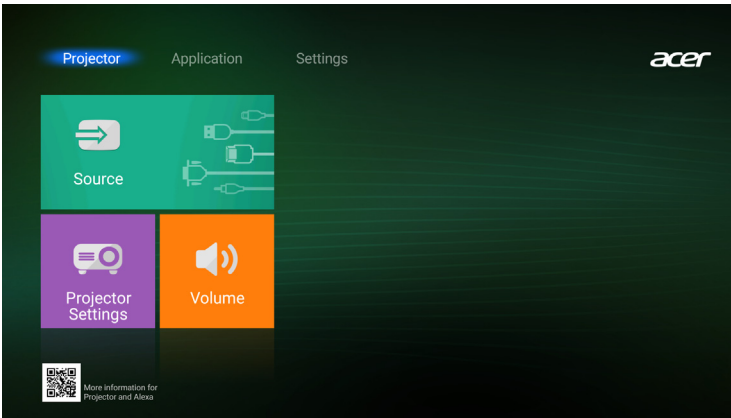 Projector Application Settings
acer
Source
Projector
Settings
Volume
More information for
Projector and Alexa